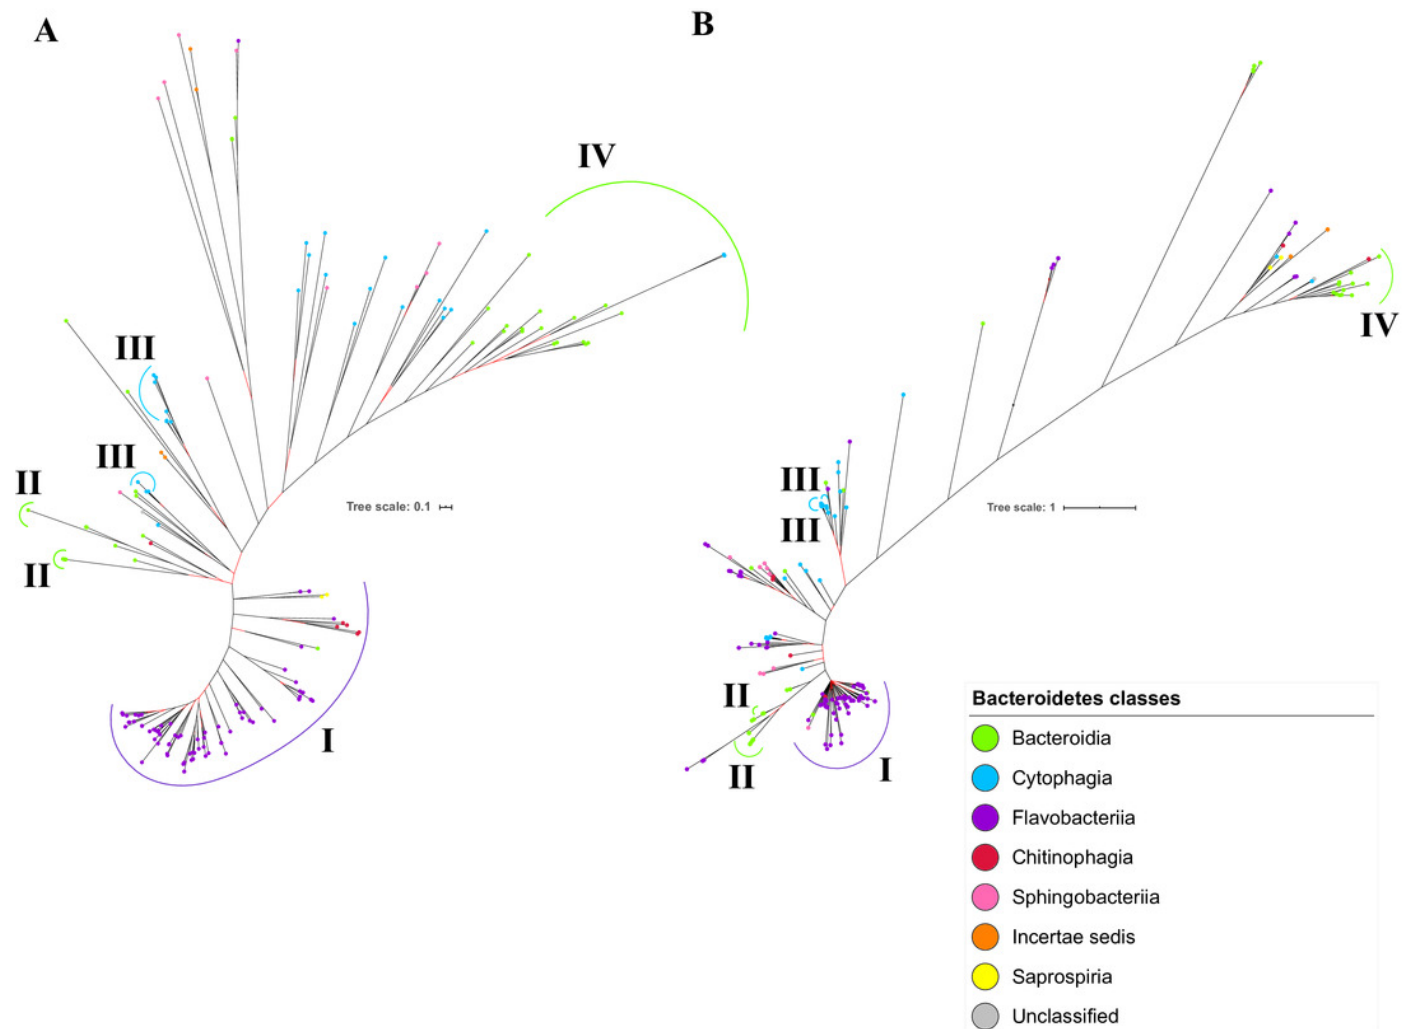 A
B
IV
III
III
II
II
Tree scale: 0.1
I
IV
III
III
Tree scale: 1
II
II
I
Bacteroidetes classes
Bacteroidia
Cytophagia
Flavobacteriia
Chitinophagia
Sphingobacteriia
Incertae sedis
Saprospiria
Unclassified